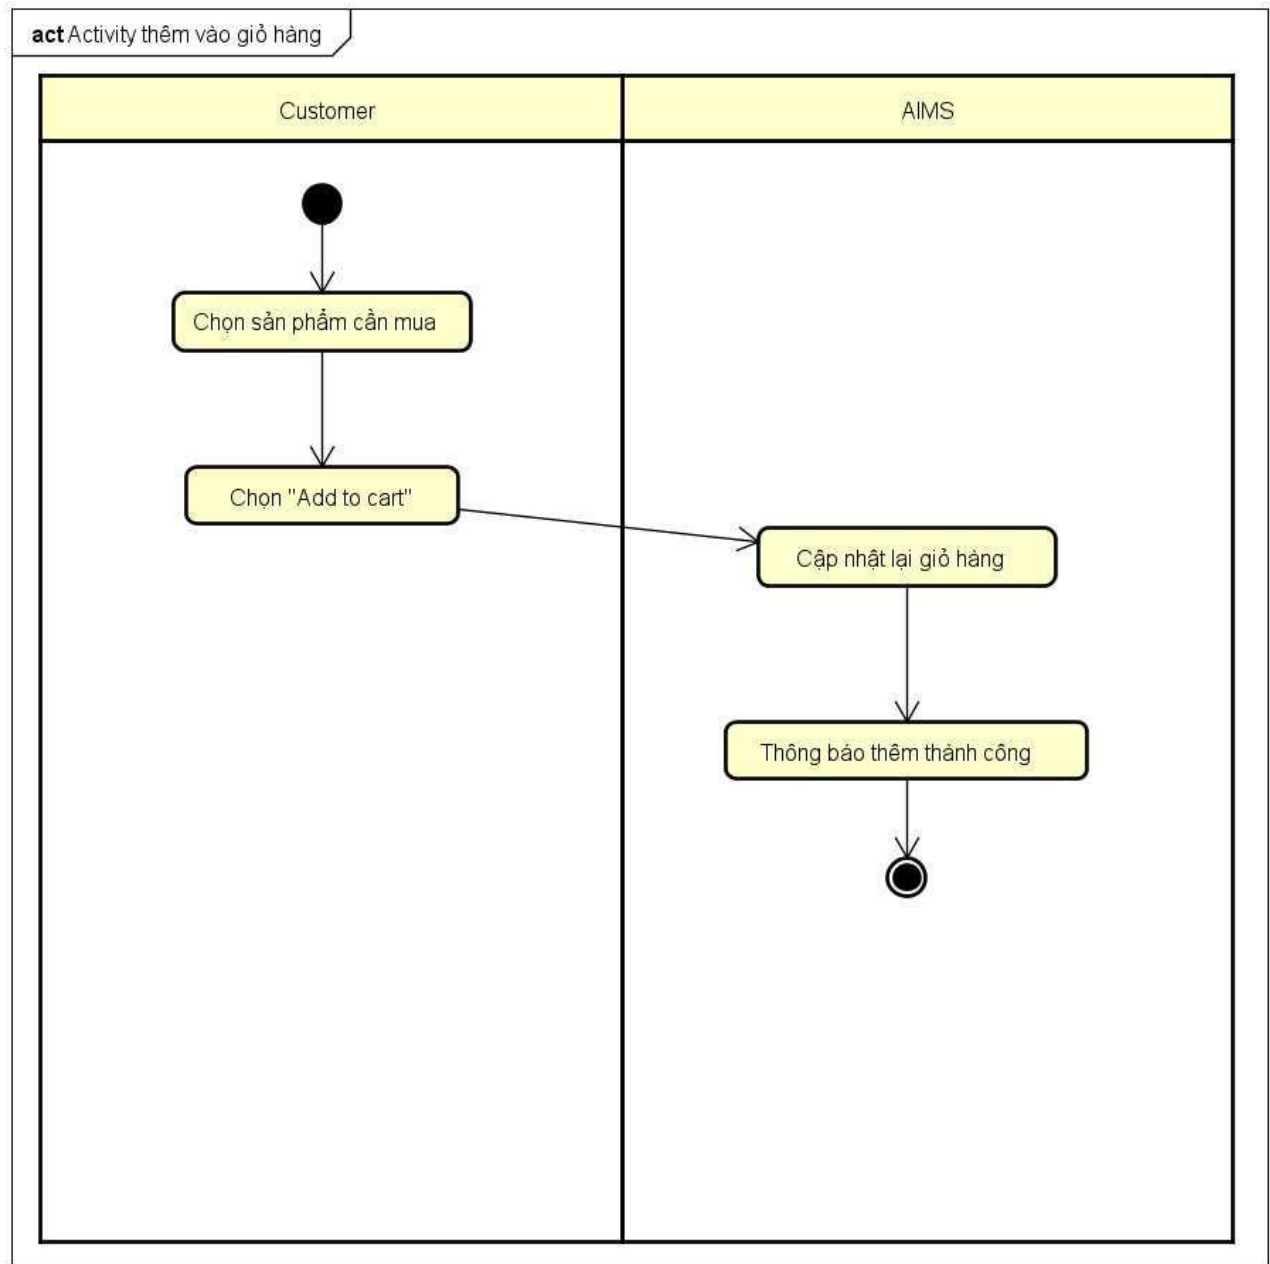 act Activity thêm vào giỏ hàng
Customer
AIMS
Chọn sản phẩm cần mua
Chọn "Add to cart"
Cập nhật lại giỏ hàng
Thông báo thêm thành công